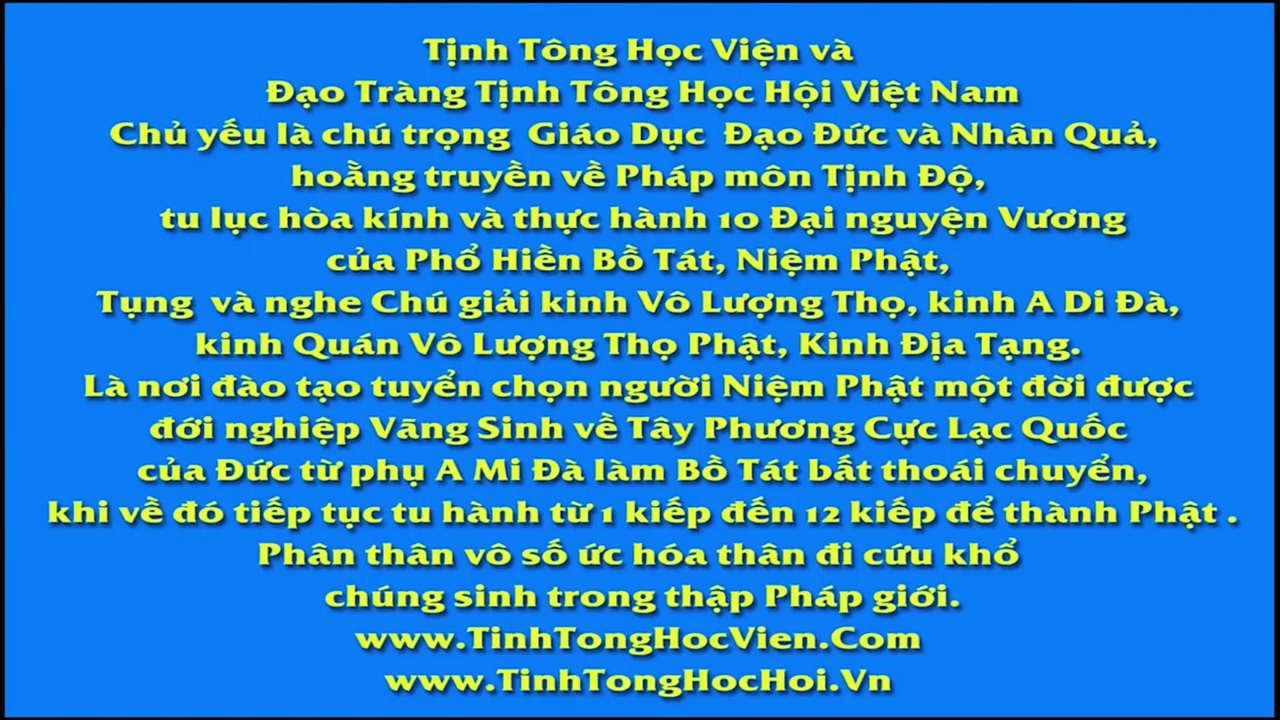 Tịnh Tông Học Viện và
Đạo Tràng Tịnh Tông Học Hội Việt Nam
Chủ yếu là chú trọng Giáo Dục Đạo Đức và Nhân Quả,
hoằng truyền về Pháp môn Tịnh Độ,
tu lục hòa kính và thực hành 10 Đại nguyện Vương
của Phổ Hiền Bồ Tát, Niệm Phật,
Tụng và nghe Chú giải kinh Vô Lượng Thọ, kinh A Di Đà,
kinh Quán Vô Lượng Thọ Phật, Kinh Địa Tạng.
Là nơi đào tạo tuyển chọn người Niệm Phật một đời được
đới nghiệp Vãng Sinh về Tây Phương Cực Lạc Quốc
của Đức từ phụ A Mi Đà làm Bồ Tát bất thoái chuyển,
khi về đó tiếp tục tu hành từ 1 kiếp đến 12 kiếp để thành Phật .
Phân thân vô số ức hóa thân đi cứu khổ
chúng sinh trong thập Pháp giới.
www.TinhTongHocVien.Com
www.TinhTongHocHoi.Vn